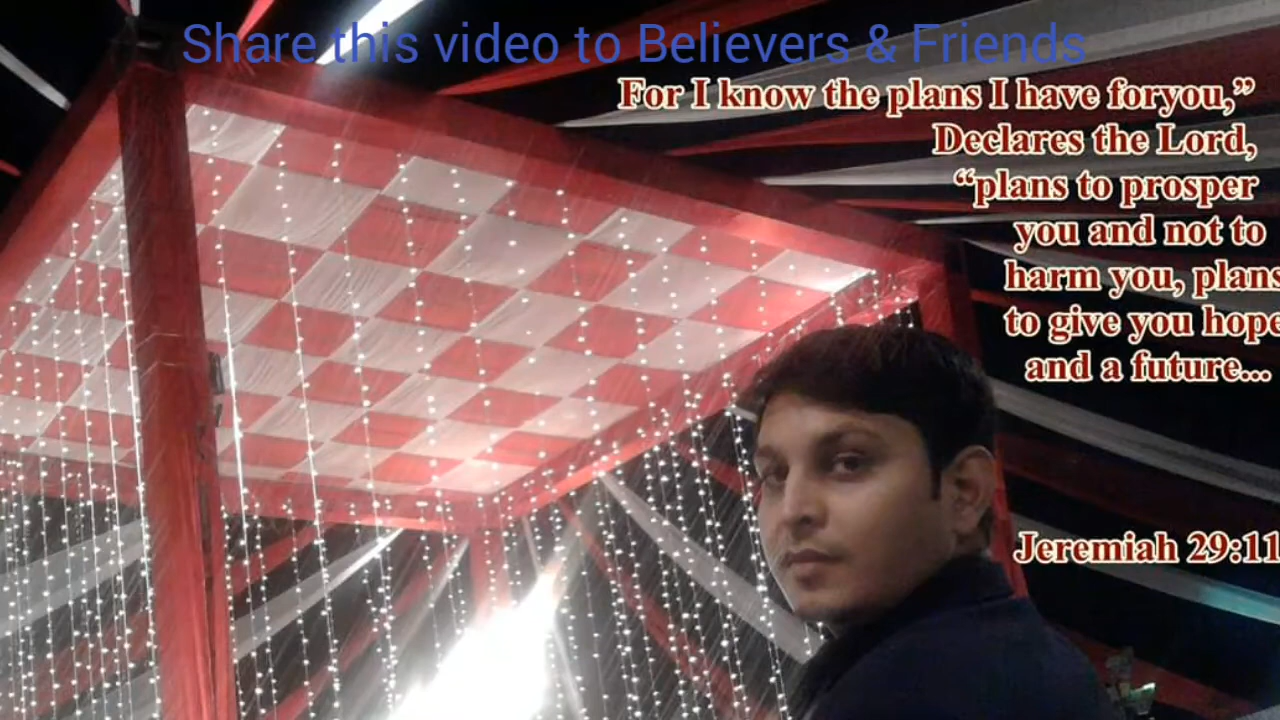 Share this video to Believers & Friends
For I know the plans I have foryou,”
Declares the Lord,
“plans to prosper
you and not to
harm you, plans
to give you hope
and a future...
Jeremiah 29:11